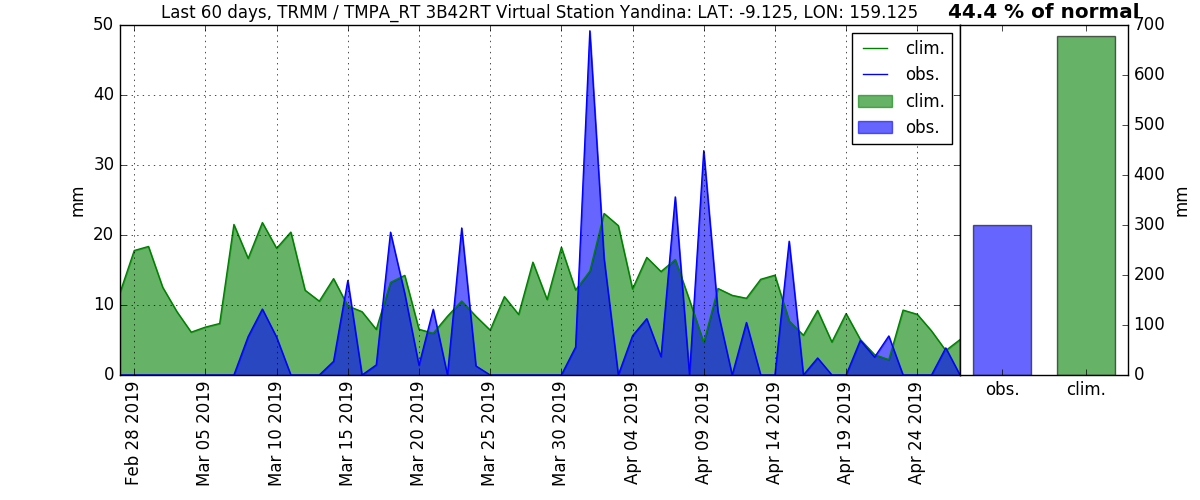 Last 60 days, TRMM / TMPA_RT 3B42RT Virtual Station Yandina: LAT: -9.125, LON: 159.125
44.4 % of normal
50
40
30
20
10
0
mm
clim.
obs.
clim.
obs.
Feb 28 2019
Mar 05 2019
Mar 10 2019
Mar 15 2019
Mar 20 2019
Mar 25 2019
Mar 30 2019
Apr 04 2019
Apr 09 2019
Apr 14 2019
Apr 19 2019
Apr 24 2019
700
600
500
400
300
200
100
0
mm
obs.
clim.